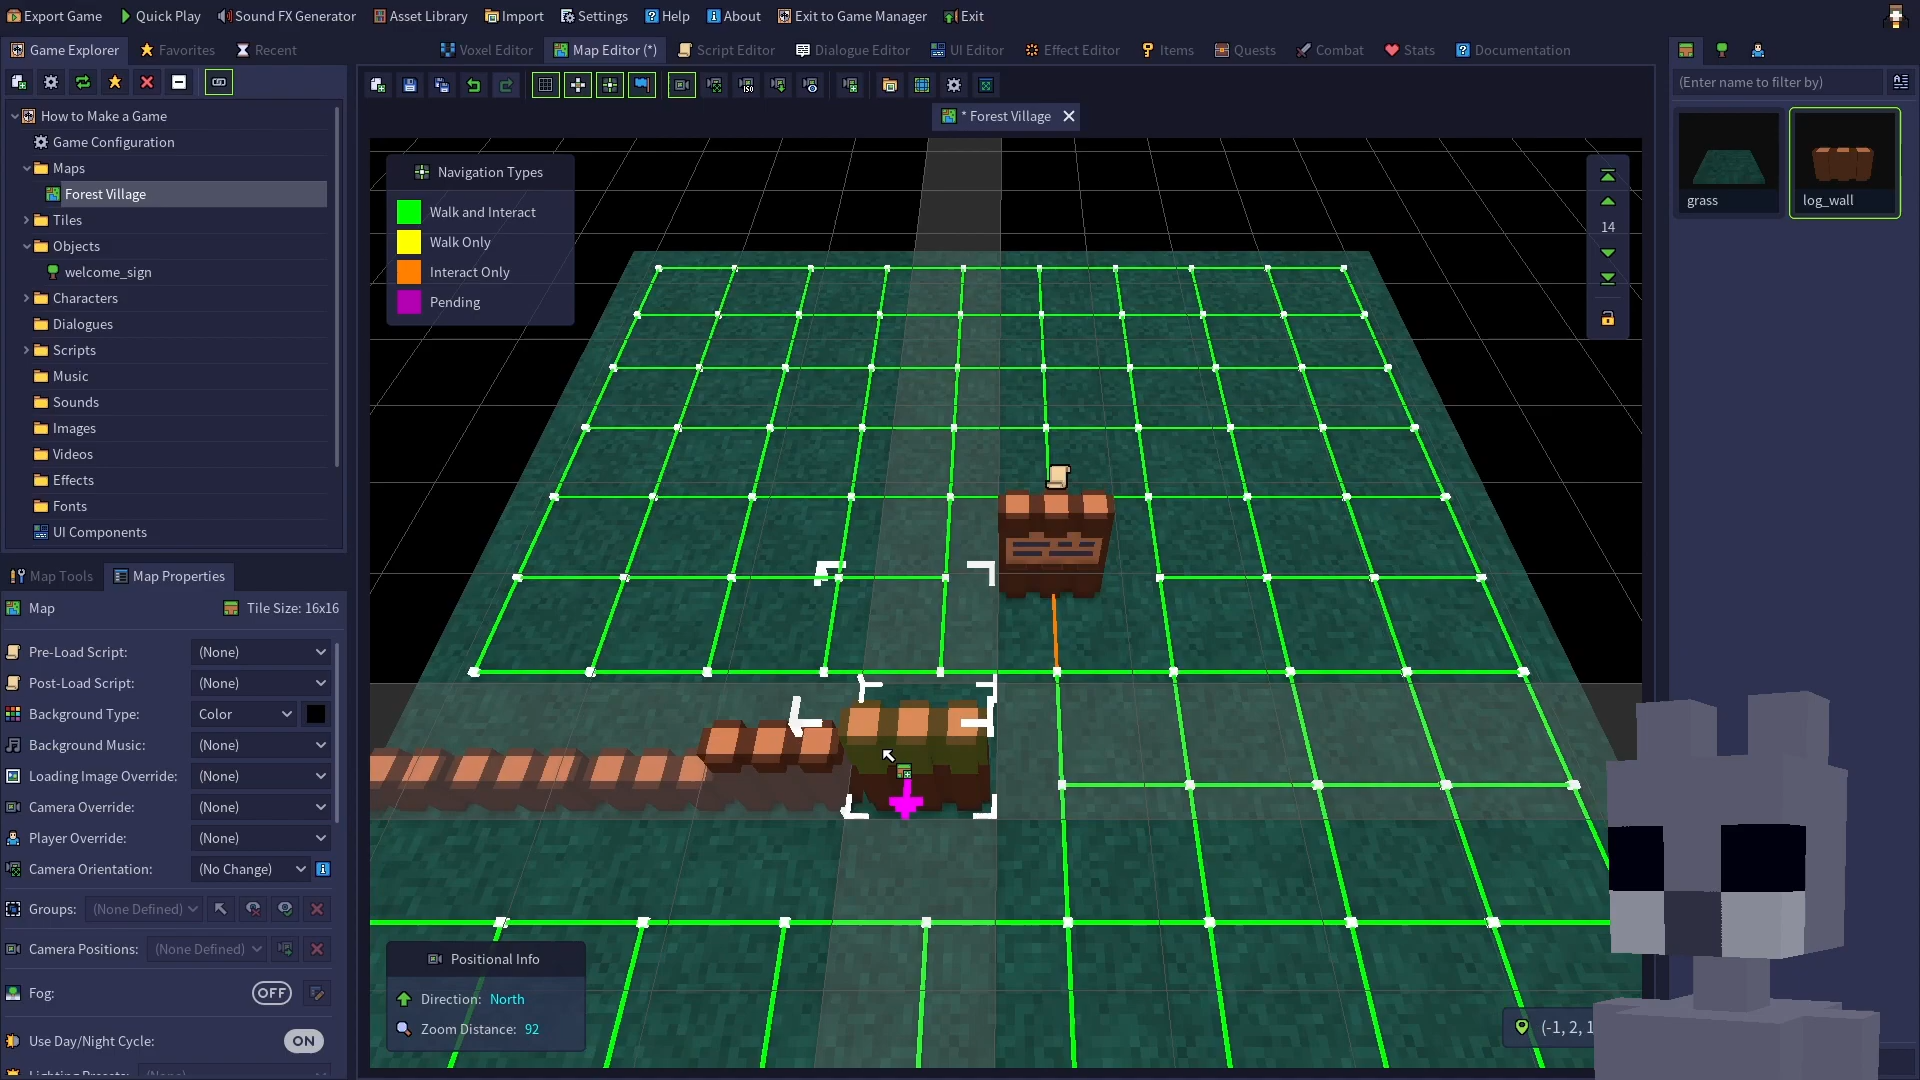 Export Game
Quick Play
Sound FX Generator
Asset Library
Import
Settings
Help
About
Exit to Game Manager
Exit
Game Explorer
Favorites
Recent
Voxel Editor
Map Editor (*)
Script Editor
Dialogue Editor
UI Editor
Effect Editor
Items
Quests
Combat
Stats
Documentation
ISO
(Enter name to filter by)
* Forest Village
How to Make a Game
Game Configuration
Maps
Forest Village
Tiles
Objects
welcome_sign
Characters
Dialogues
Scripts
Music
Sounds
Images
Videos
Effects
Fonts
UI Components
Navigation Types
Walk and Interact
Walk Only
Interact Only
Pending
14
grass
log_wall
Map Tools
Map Properties
Map
Tile Size: 16x16
Pre-Load Script: (None)
Post-Load Script: (None)
Background Type: Color
Background Music: (None)
Loading Image Override: (None)
Camera Override: (None)
Player Override: (None)
Camera Orientation: (No Change)
Groups: (None Defined)
Camera Positions: (None Defined)
Fog: OFF
Use Day/Night Cycle: ON
Positional Info
Direction: North
Zoom Distance: 92
(-1, 2, 1